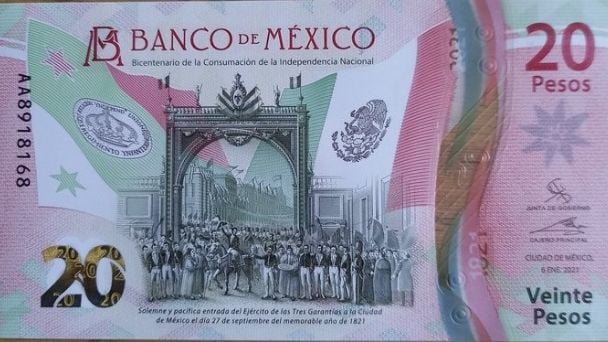 BANCO DE MÉXICO
Bicentenario de la Consumación de la Independencia Nacional
20
Pesos
AA8918168
1821
20
JUNTA DE GOBIERNO
CAJERO PRINCIPAL
CIUDAD DE MÉXICO,
6 ENE. 2021
Veinte
Pesos
Solemne y pacífica entrada del Ejército de las Tres Garantías a la Ciudad
de México el día 27 de septiembre del memorable año de 1821